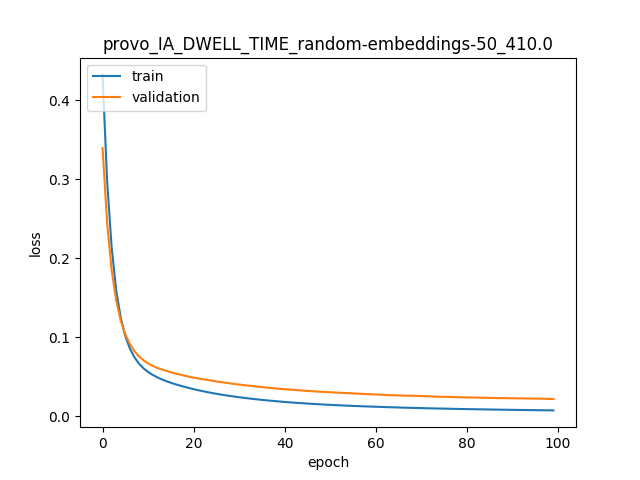 provo_IA_DWELL_TIME_random-embeddings-50_410.0
train
validation
loss
0.4
0.3
0.2
0.1
0.0
0
20
40
60
80
100
epoch